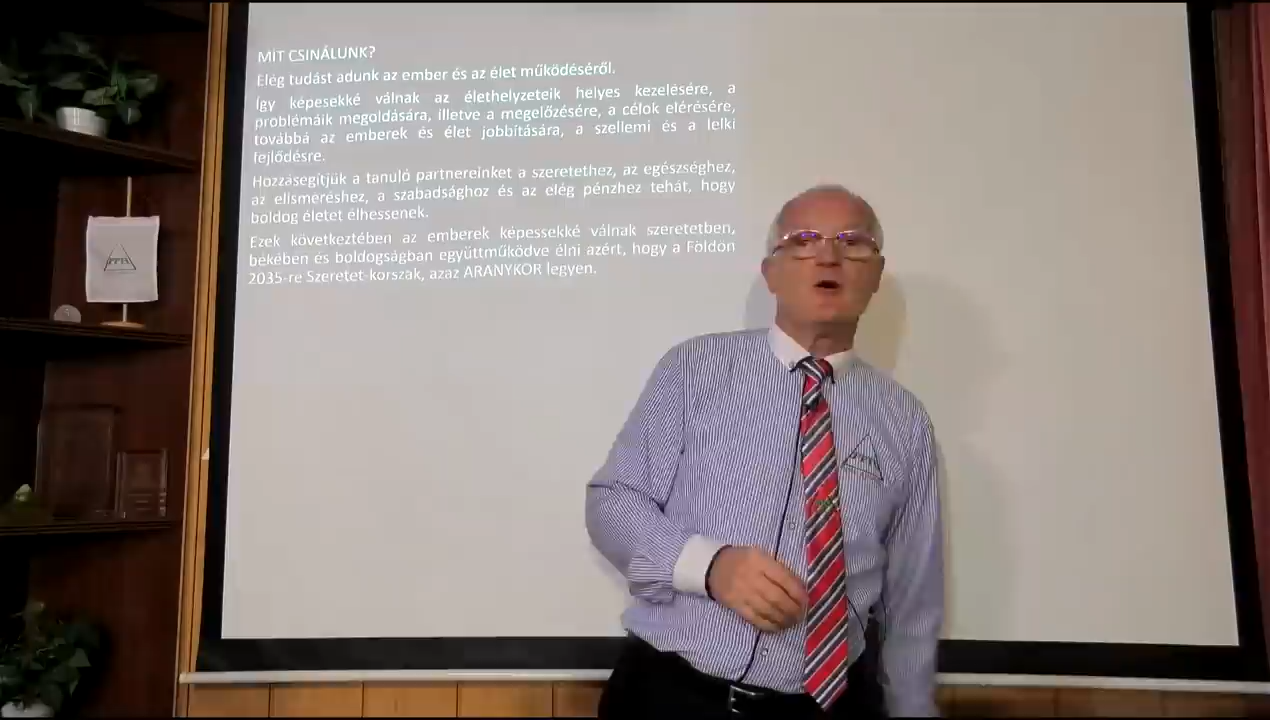 MIT CSINÁLUNK?
Elég tudást adunk az ember és az élet működéséről.
Így képesekké válnak az élethelyzeteik helyes kezelésére, a
problémáik megoldására, illetve a megelőzésére, a célok elérésére,
továbbá az emberek és élet jobbítására, a szellemi és a lelki
fejlődésre.
Hozzásegítjük a tanuló partnereinket a szeretethez, az egészséghez,
az elismeréshez, a szabadsághoz és az elég pénzhez tehát, hogy
boldog életet élhessenek.
Ezek következtében az emberek képessekké válnak szeretetben,
békében és boldogságban együttműködve élni azért, hogy a Földön
2035-re Szeretet-korszak, azaz ARANYKOR legyen.